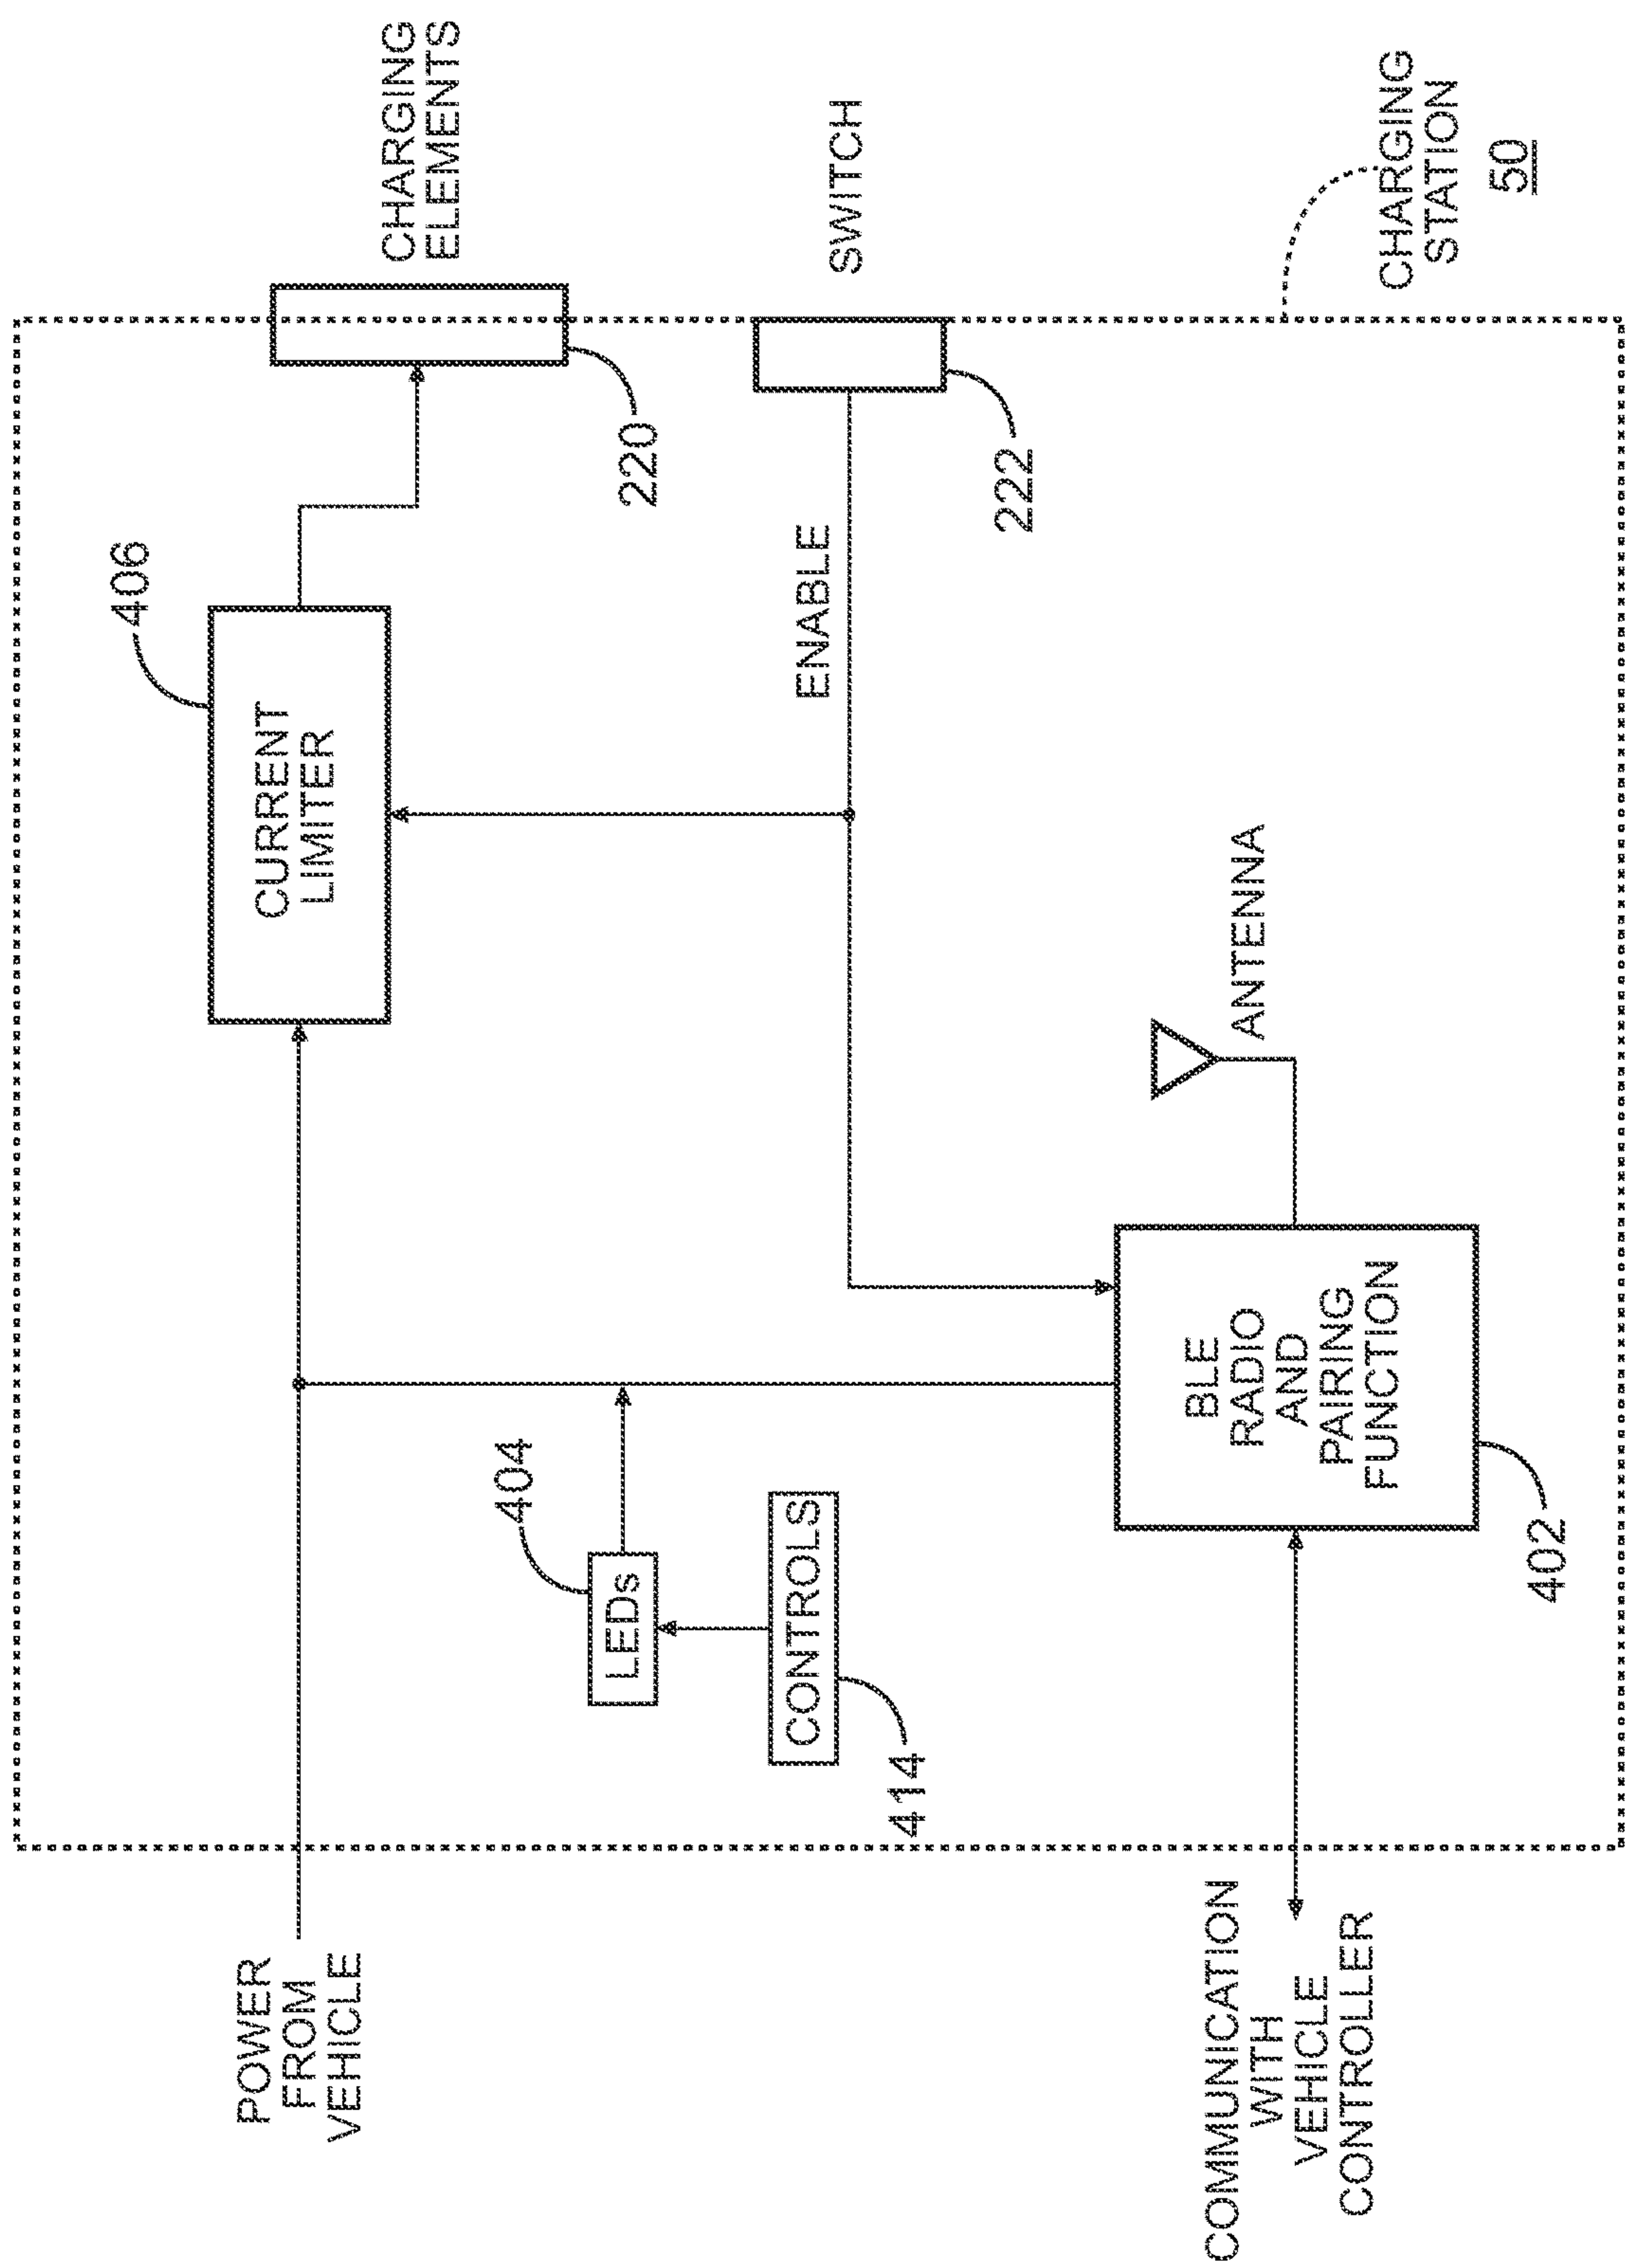 POWER
FROM
VEHICLE
406
CURRENT
LIMITER
CHARGING
ELEMENTS
220
404
LEDs
CONTROLS
414
ENABLE
SWITCH
222
ANTENNA
BLE
RADIO
AND
PAIRING
FUNCTION
402
COMMUNICATION
WITH
VEHICLE
CONTROLLER
CHARGING
STATION
50